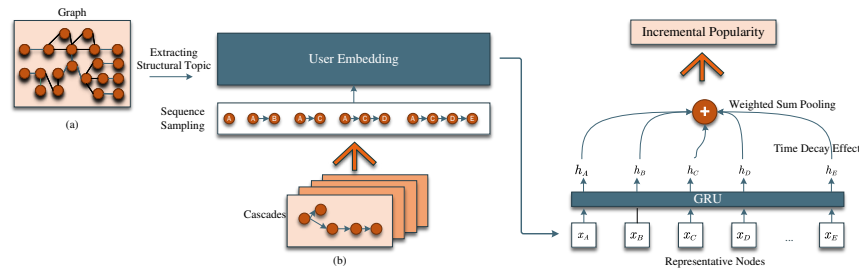 Graph
(a)
Extracting
Structural Topic
User Embedding
Sequence
Sampling
A A B A C A C D A C D E
Cascades
(b)
Incremental Popularity
+
Weighted Sum Pooling
Time Decay Effect
h_A h_B h_C h_D h_E
GRU
x_A x_B x_C x_D ... x_E
Representative Nodes